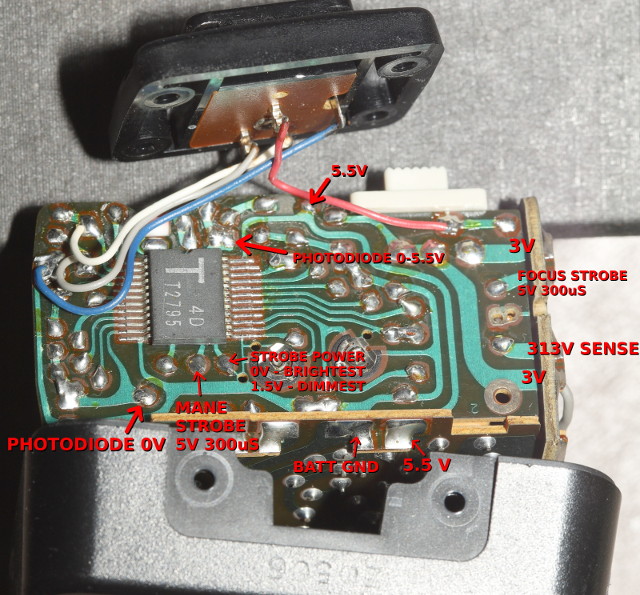 5.5V
PHOTODIODE 0-5.5V
3V
FOCUS STROBE
5V 300uS
313V SENSE
3V
T
4D
T2795
STROBE POWER
0V - BRIGHTEST
1.5V - DIMMEST
2
MANE
STROBE
5V 300uS
PHOTODIODE 0V
BATT GND
5.5 V